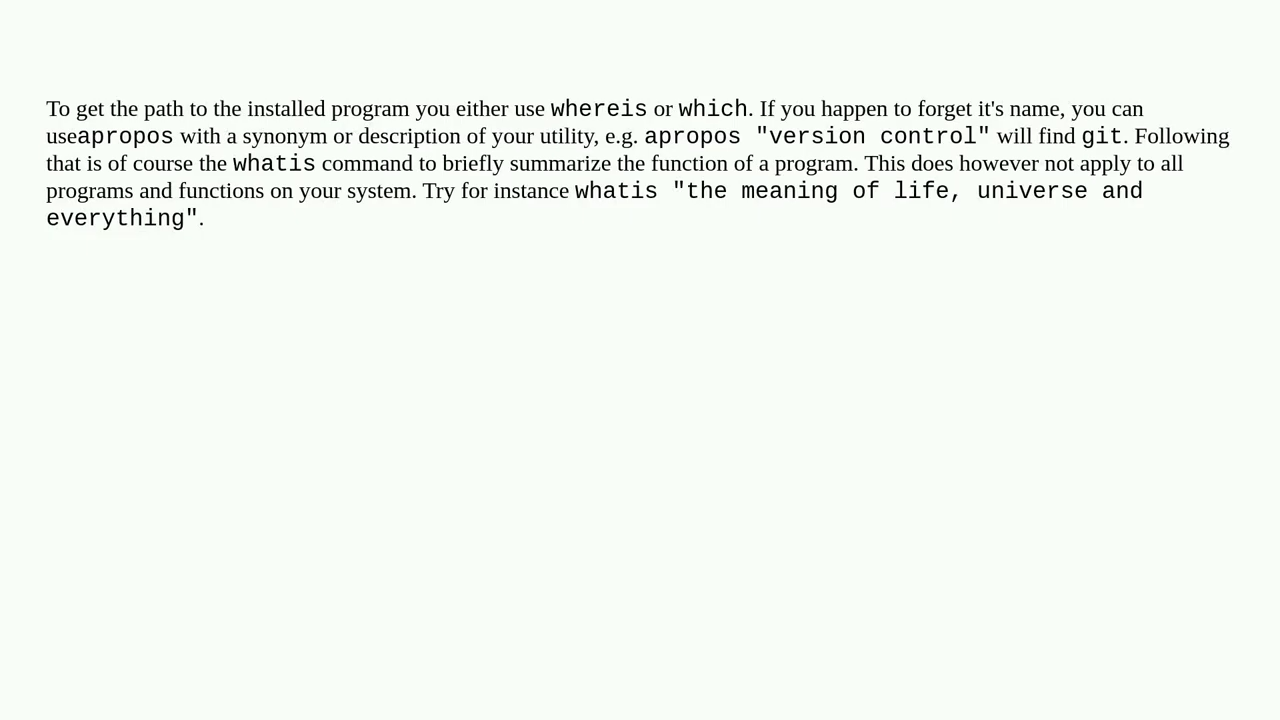 To get the path to the installed program you either use whereis or which. If you happen to forget it's name, you can
useapropos with a synonym or description of your utility, e.g. apropos "version control" will find git. Following
that is of course the whatis command to briefly summarize the function of a program. This does however not apply to all
programs and functions on your system. Try for instance whatis "the meaning of life, universe and
everything".